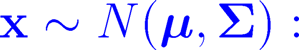 𝐱 ∼ N(𝛍, 𝚺) :